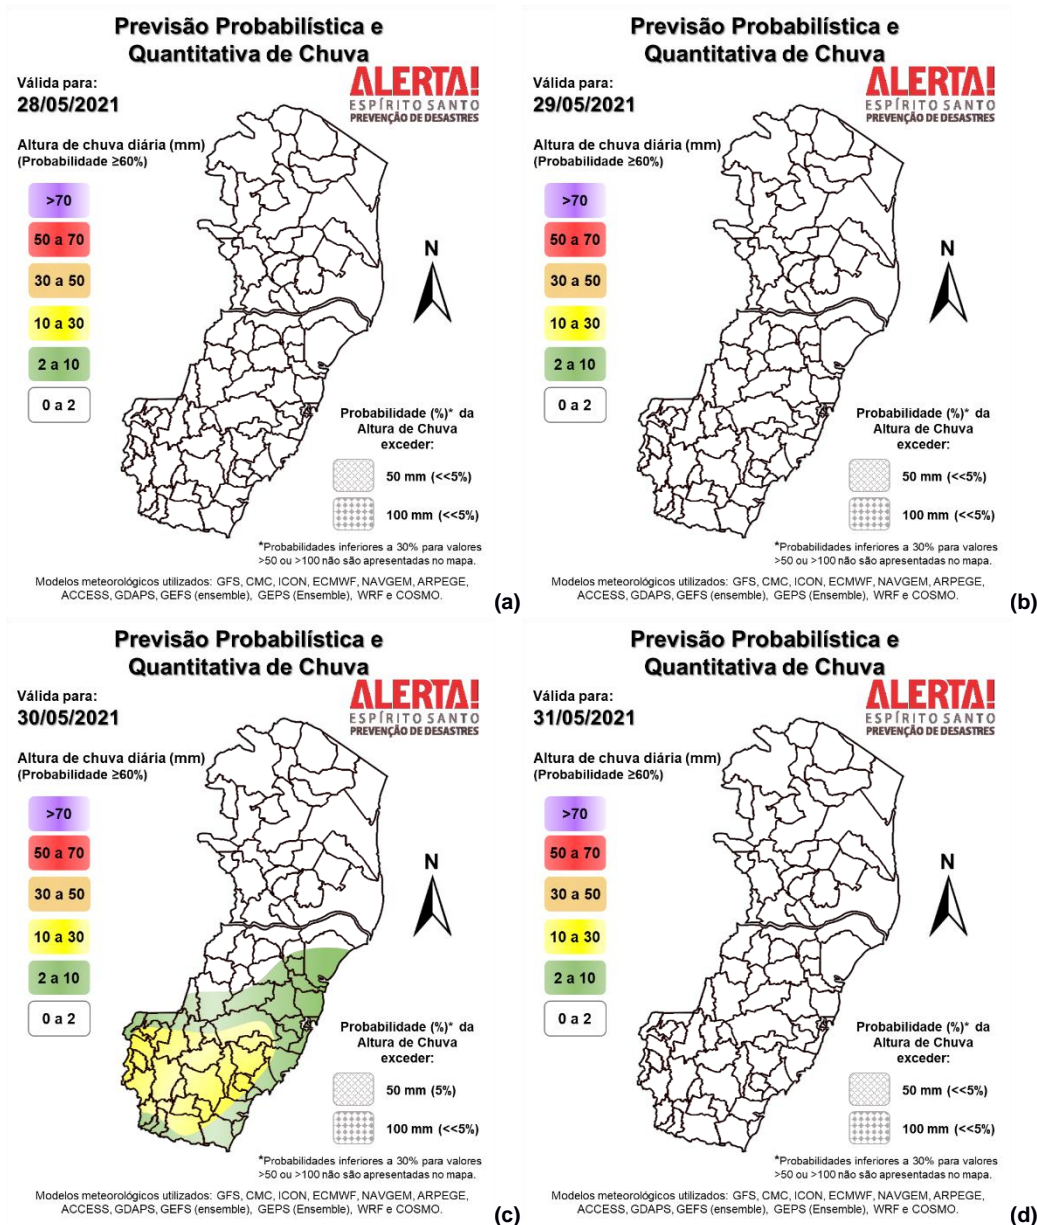 Previsão Probabilística e
Quantitativa de Chuva
Válida para:
28/05/2021
ALERTA!
ESPÍRITO SANTO
PREVENÇÃO DE DESASTRES
Altura de chuva diária (mm)
(Probabilidade ≥60%)
>70
50 a 70
30 a 50
10 a 30
2 a 10
0 a 2
N
Probabilidade (%)* da
Altura de Chuva
exceder:
50 mm (<<5%)
100 mm (<<5%)
*Probabilidades inferiores a 30% para valores
>50 ou >100 não são apresentadas no mapa.
Modelos meteorológicos utilizados: GFS, CMC, ICON, ECMWF, NAVGEM, ARPEGE,
ACCESS, GDAPS, GEFS (ensemble), GEPS (Ensemble), WRF e COSMO.
(a)
Previsão Probabilística e
Quantitativa de Chuva
Válida para:
29/05/2021
ALERTA!
ESPÍRITO SANTO
PREVENÇÃO DE DESASTRES
Altura de chuva diária (mm)
(Probabilidade ≥60%)
>70
50 a 70
30 a 50
10 a 30
2 a 10
0 a 2
N
Probabilidade (%)* da
Altura de Chuva
exceder:
50 mm (<<5%)
100 mm (<<5%)
*Probabilidades inferiores a 30% para valores
>50 ou >100 não são apresentadas no mapa.
Modelos meteorológicos utilizados: GFS, CMC, ICON, ECMWF, NAVGEM, ARPEGE,
ACCESS, GDAPS, GEFS (ensemble), GEPS (Ensemble), WRF e COSMO.
(b)
Previsão Probabilística e
Quantitativa de Chuva
Válida para:
30/05/2021
ALERTA!
ESPÍRITO SANTO
PREVENÇÃO DE DESASTRES
Altura de chuva diária (mm)
(Probabilidade ≥60%)
>70
50 a 70
30 a 50
10 a 30
2 a 10
0 a 2
N
Probabilidade (%)* da
Altura de Chuva
exceder:
50 mm (5%)
100 mm (<<5%)
*Probabilidades inferiores a 30% para valores
>50 ou >100 não são apresentadas no mapa.
Modelos meteorológicos utilizados: GFS, CMC, ICON, ECMWF, NAVGEM, ARPEGE,
ACCESS, GDAPS, GEFS (ensemble), GEPS (Ensemble), WRF e COSMO.
(c)
Previsão Probabilística e
Quantitativa de Chuva
Válida para:
31/05/2021
ALERTA!
ESPÍRITO SANTO
PREVENÇÃO DE DESASTRES
Altura de chuva diária (mm)
(Probabilidade ≥60%)
>70
50 a 70
30 a 50
10 a 30
2 a 10
0 a 2
N
Probabilidade (%)* da
Altura de Chuva
exceder:
50 mm (<<5%)
100 mm (<<5%)
*Probabilidades inferiores a 30% para valores
>50 ou >100 não são apresentadas no mapa.
Modelos meteorológicos utilizados: GFS, CMC, ICON, ECMWF, NAVGEM, ARPEGE,
ACCESS, GDAPS, GEFS (ensemble), GEPS (Ensemble), WRF e COSMO.
(d)